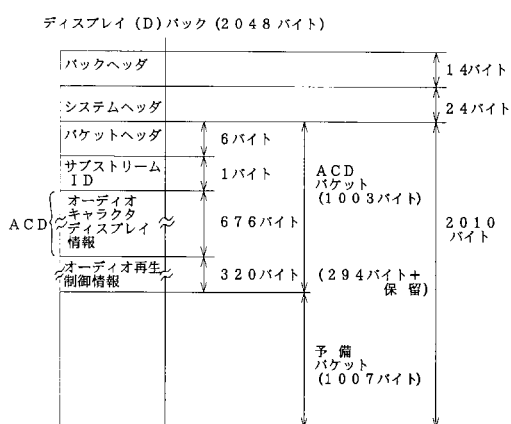 ディスプレイ(D)パック(2048バイト)
パックヘッダ
14バイト
システムヘッダ
24バイト
パケットヘッダ
6バイト
サブストリーム
ID
1バイト
ACD
パケット
(1003バイト)
ACD
オーディオ
キャラクタ
ディスプレイ
情報
676バイト
2010
バイト
オーディオ再生
制御情報
320バイト
(294バイト+
保留)
予備
パケット
(1007バイト)